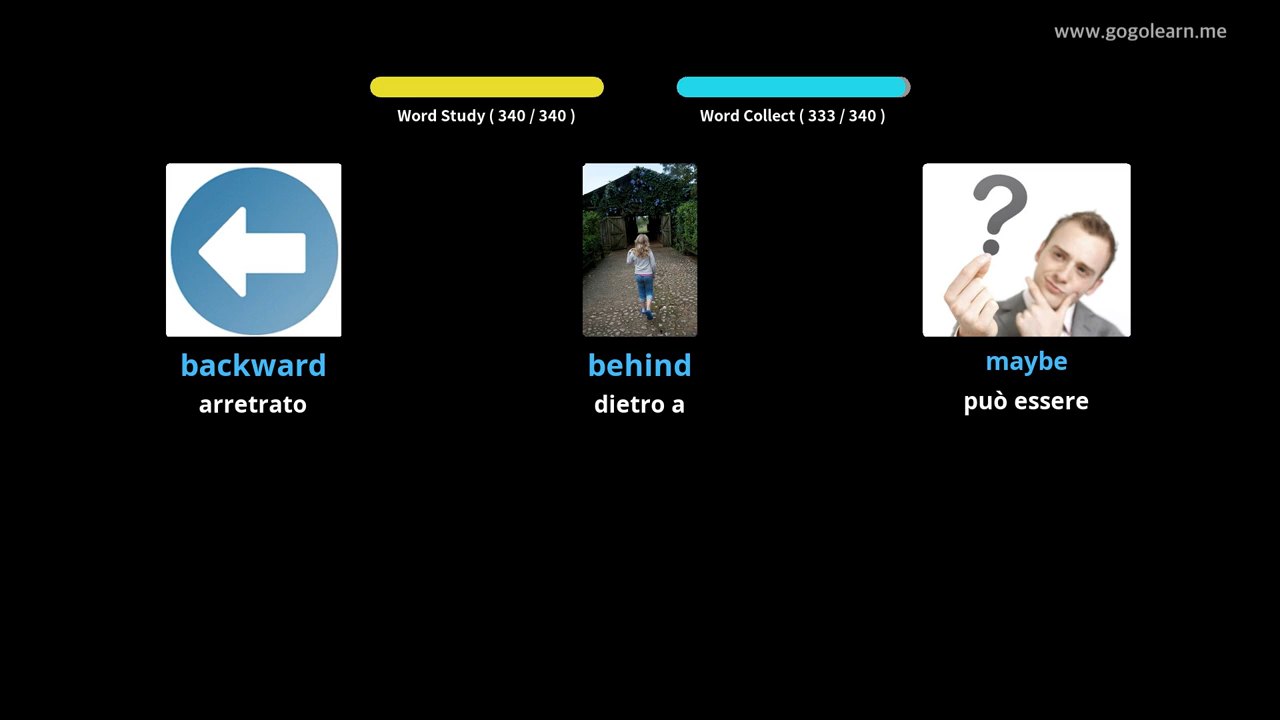 www.gogolearn.me
Word Study ( 340 / 340 )
Word Collect ( 333 / 340 )
backward
arretrato
behind
dietro a
maybe
può essere